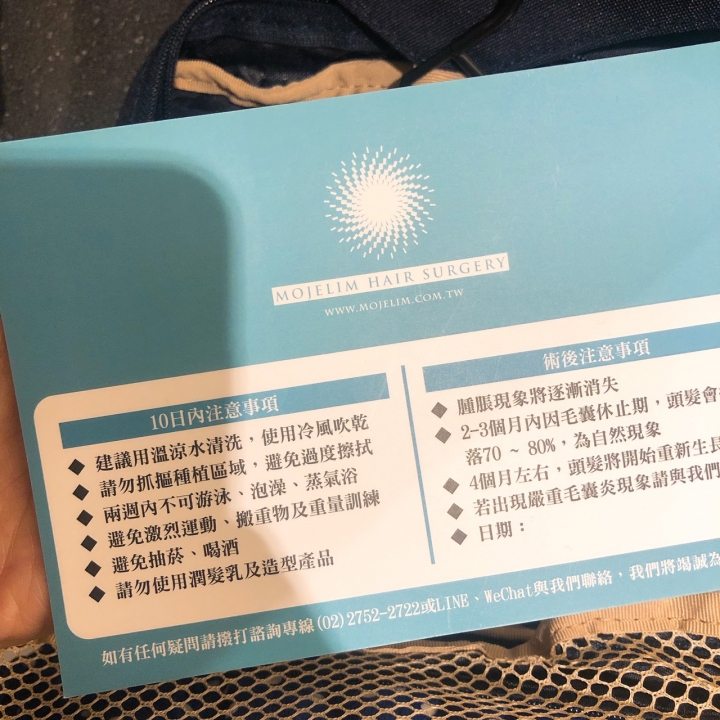 MOJELIM HAIR SURGERY
WWW.MOJELIM.COM.TW
10日內注意事項
◆ 建議用溫涼水清洗，使用冷風吹乾
◆ 請勿抓摳種植區域，避免過度擦拭
◆ 兩週內不可游泳、泡澡、蒸氣浴
◆ 避免激烈運動、搬重物及重量訓練
◆ 避免抽菸、喝酒
◆ 請勿使用潤髮乳及造型產品
術後注意事項
◆ 腫脹現象將逐漸消失
◆ 2-3個月內因毛囊休止期，頭髮會
落70 ~ 80%，為自然現象
◆ 4個月左右，頭髮將開始重新生長
◆ 若出現嚴重毛囊炎現象請與我們
◆ 日期：
如有任何疑問請撥打諮詢專線(02)2752-2722或LINE、WeChat與我們聯絡，我們將竭誠為